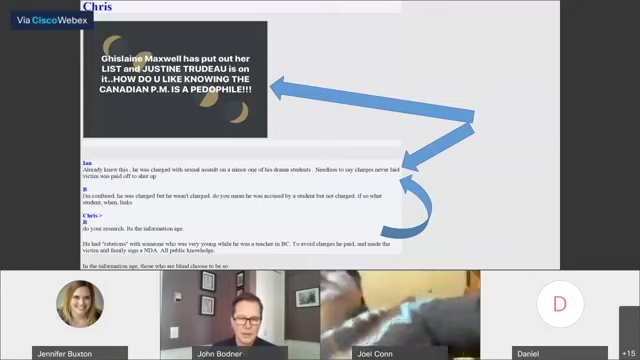 Chris
Via Cisco Webex
Ghislaine Maxwell has put out her
LIST and JUSTINE TRUDEAU is on
it..HOW DO U LIKE KNOWING THE
CANADIAN P.M. IS A PEDOPHILE!!!
Ian
Already knew this , he was charged with sexual assault on a minor one of his drama students . Needless to say charges never laid
victim was paid off to shut up
B
i'm confused. he was charged but he wasn't charged. do you mean he was accused by a student but not charged. if so what
student, when, links
Chris >
B
do your research. Its the information age.
He had "relations" with someone who was very young while he was a teacher in BC. To avoid charges he paid, and made the
victim and family sign a NDA. All public knowledge.
In the information age, those who are blind choose to be so
D
Jennifer Buxton
John Bodner
Joel Conn
Daniel
+15